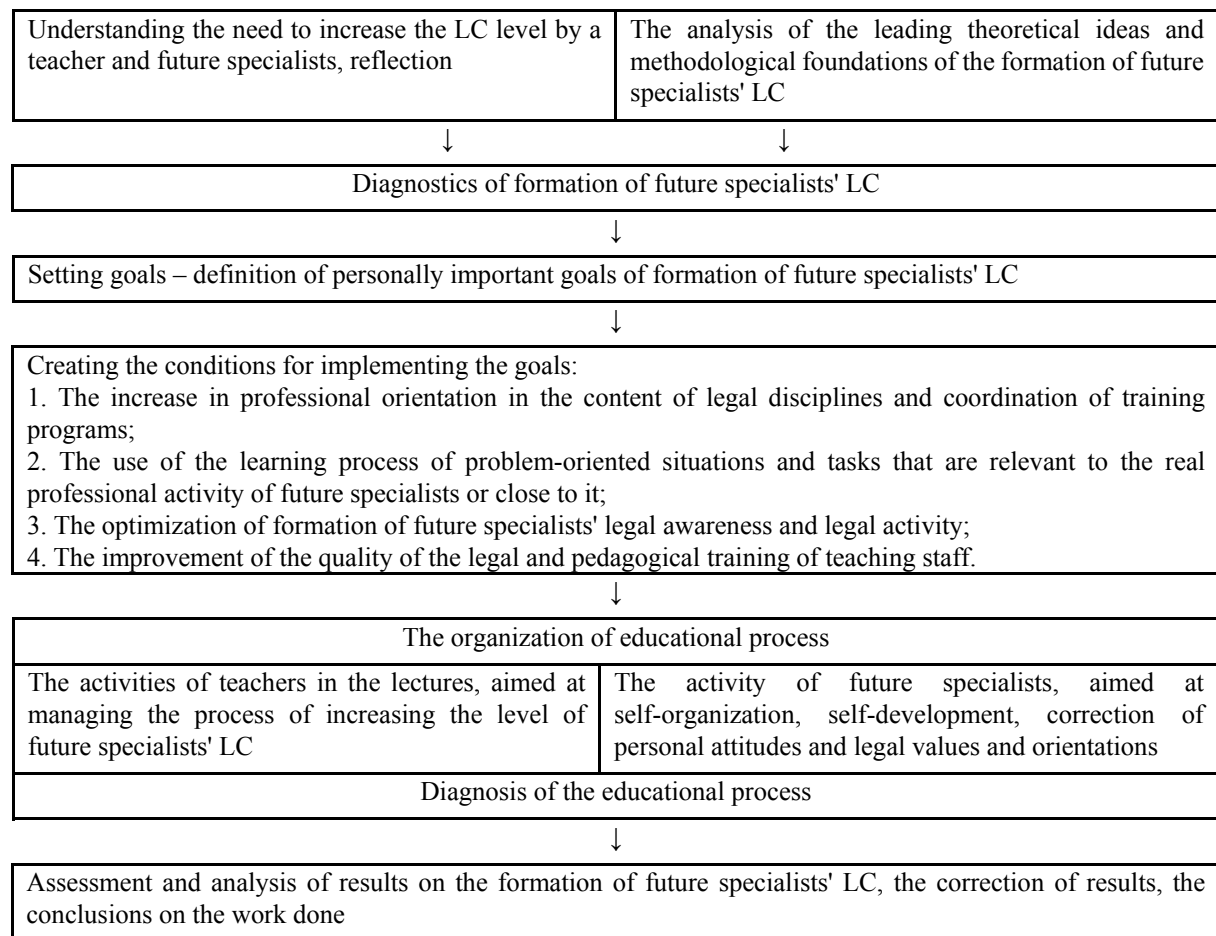 Understanding the need to increase the LC level by a
teacher and future specialists, reflection
The analysis of the leading theoretical ideas and
methodological foundations of the formation of future
specialists' LC
↓ ↓
Diagnostics of formation of future specialists' LC
↓
Setting goals – definition of personally important goals of formation of future specialists' LC
↓
Creating the conditions for implementing the goals:
1. The increase in professional orientation in the content of legal disciplines and coordination of training
programs;
2. The use of the learning process of problem-oriented situations and tasks that are relevant to the real
professional activity of future specialists or close to it;
3. The optimization of formation of future specialists' legal awareness and legal activity;
4. The improvement of the quality of the legal and pedagogical training of teaching staff.
↓
The organization of educational process
The activities of teachers in the lectures, aimed at
managing the process of increasing the level of
future specialists' LC
The activity of future specialists, aimed at
self-organization, self-development, correction of
personal attitudes and legal values and orientations
Diagnosis of the educational process
↓
Assessment and analysis of results on the formation of future specialists' LC, the correction of results, the
conclusions on the work done